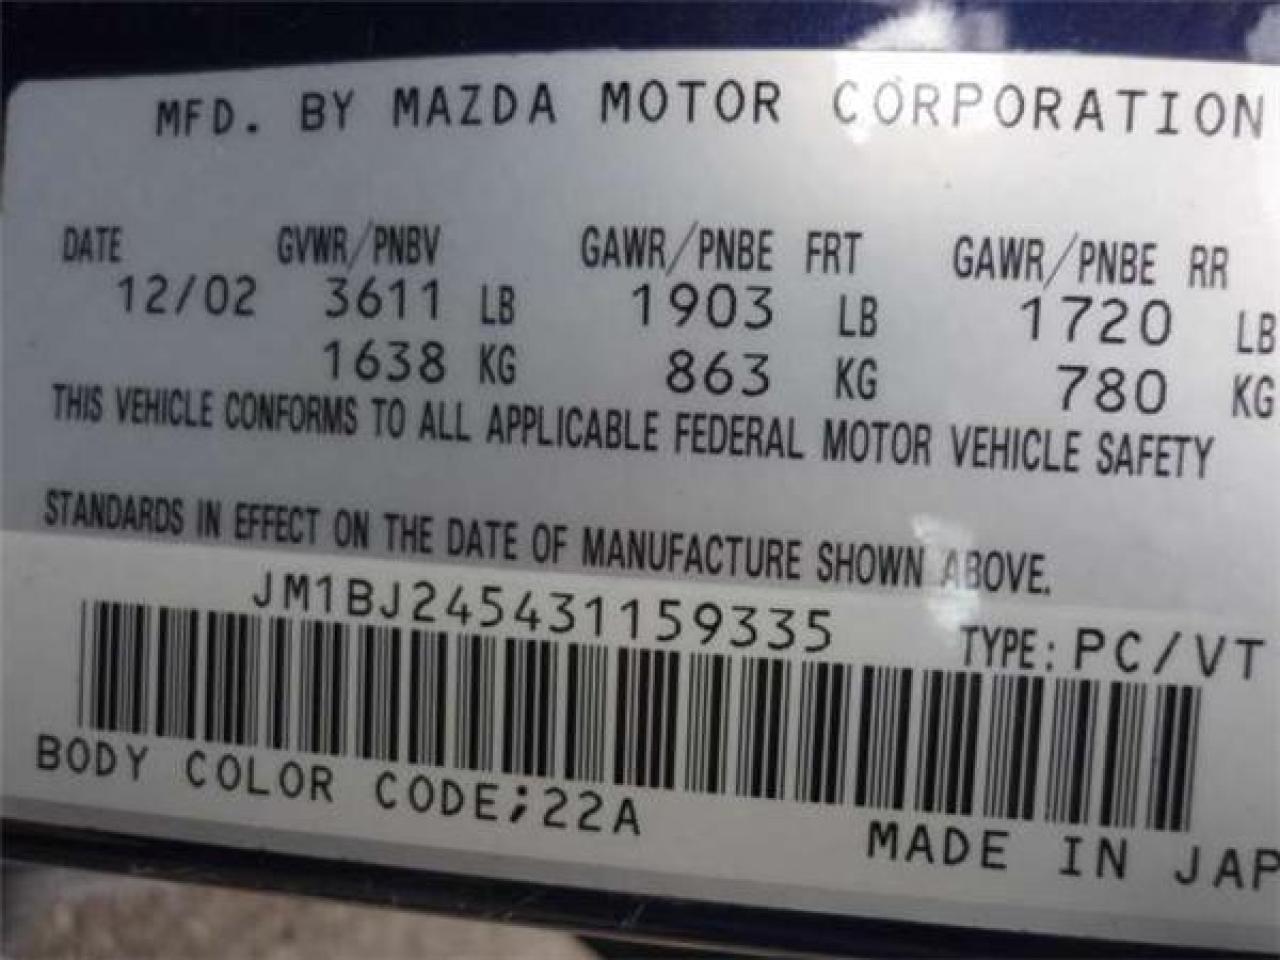 MFD. BY MAZDA MOTOR CORPORATION
DATE GVWR/PNBV GAWR/PNBE FRT GAWR/PNBE RR
12/02 3611 LB 1903 LB 1720 LB
1638 KG 863 KG 780 KG
THIS VEHICLE CONFORMS TO ALL APPLICABLE FEDERAL MOTOR VEHICLE SAFETY
STANDARDS IN EFFECT ON THE DATE OF MANUFACTURE SHOWN ABOVE.
JM1BJ245431159335 TYPE: PC/VT
BODY COLOR CODE;22A
MADE IN JAP